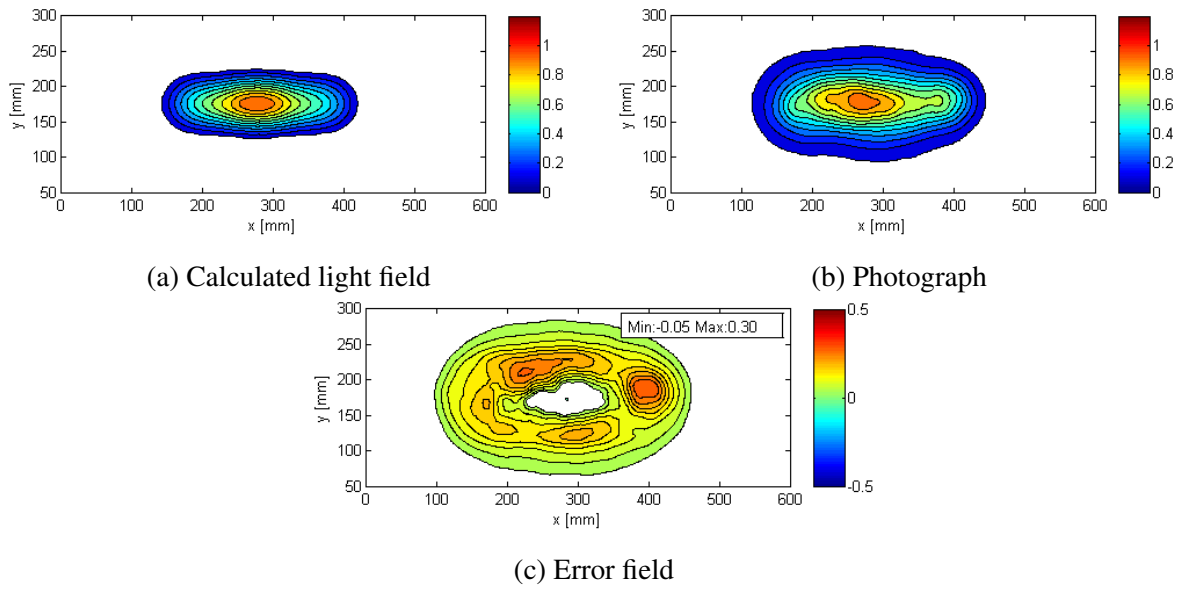 300
250
200
150
100
50
y [mm]
0 100 200 300 400 500 600
x [mm]
1
0.8
0.6
0.4
0.2
0
(a) Calculated light field
300
250
200
150
100
50
y [mm]
0 100 200 300 400 500 600
x [mm]
1
0.8
0.6
0.4
0.2
0
(b) Photograph
300
250
200
150
100
50
y [mm]
Min:-0.05 Max:0.30
0 100 200 300 400 500 600
x [mm]
0.5
0
-0.5
(c) Error field